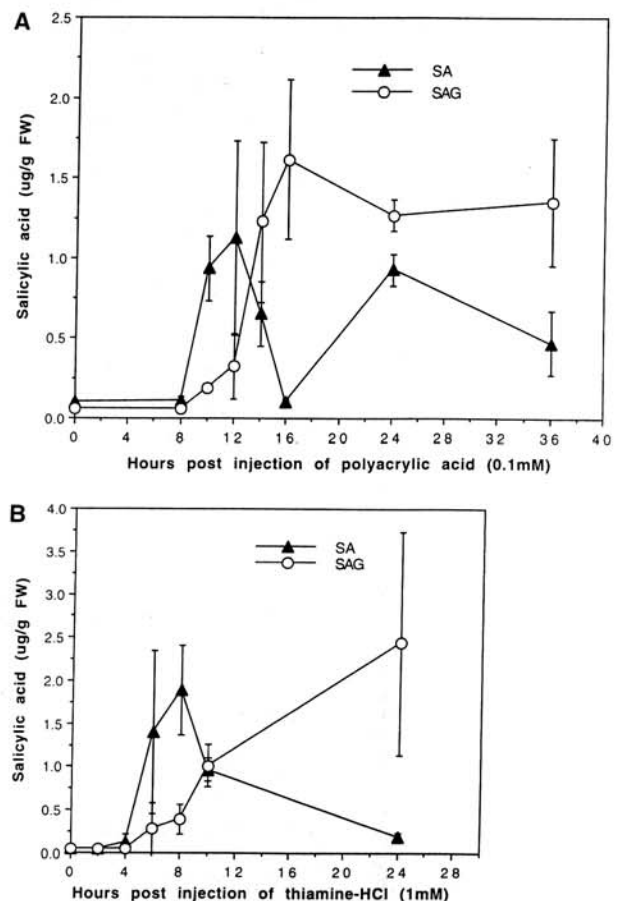 A
2.5
2.0
1.5
1.0
0.5
0.0
Salicylic acid (ug/g FW)
SA
SAG
0 4 8 12 16 20 24 28 32 36 40
Hours post injection of polyacrylic acid (0.1mM)
B
4.0
3.5
3.0
2.5
2.0
1.5
1.0
0.5
0.0
Salicylic acid (ug/g FW)
SA
SAG
0 4 8 12 16 20 24 28
Hours post injection of thiamine-HCl (1mM)